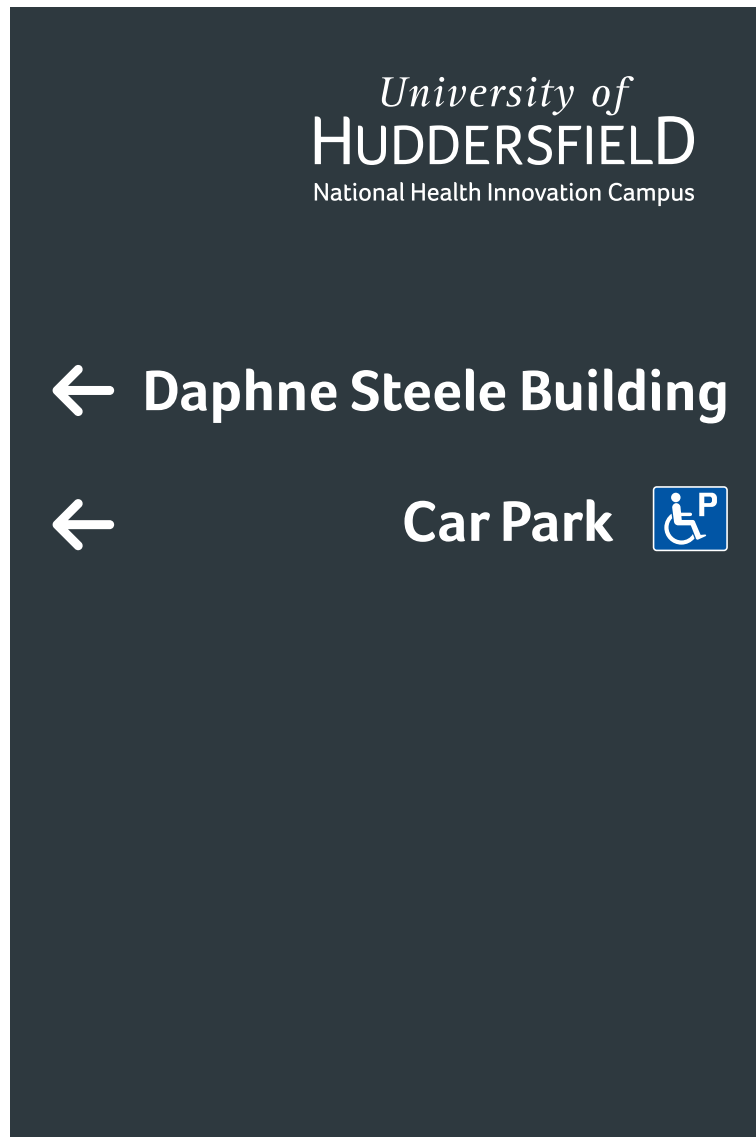 University of
HUDDERSFIELD
National Health Innovation Campus
← Daphne Steele Building
← Car Park P